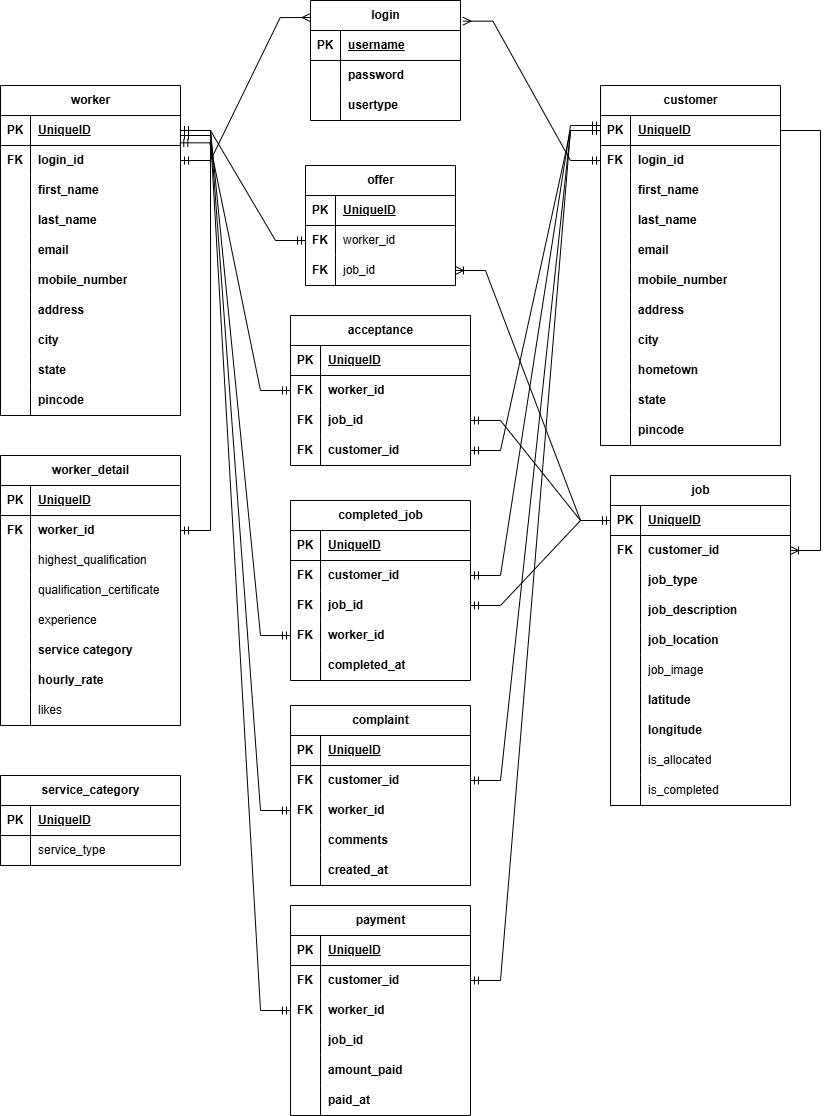 login
PK username
password
usertype
worker
PK UniqueID
FK login_id
first_name
last_name
email
mobile_number
address
city
state
pincode
customer
PK UniqueID
FK login_id
first_name
last_name
email
mobile_number
address
city
hometown
state
pincode
offer
PK UniqueID
FK worker_id
FK job_id
acceptance
PK UniqueID
FK worker_id
FK job_id
FK customer_id
worker_detail
PK UniqueID
FK worker_id
highest_qualification
qualification_certificate
experience
service category
hourly_rate
likes
completed_job
PK UniqueID
FK customer_id
FK job_id
FK worker_id
completed_at
job
PK UniqueID
FK customer_id
job_type
job_description
job_location
job_image
latitude
longitude
is_allocated
is_completed
complaint
PK UniqueID
FK customer_id
FK worker_id
comments
created_at
service_category
PK UniqueID
service_type
payment
PK UniqueID
FK customer_id
FK worker_id
job_id
amount_paid
paid_at